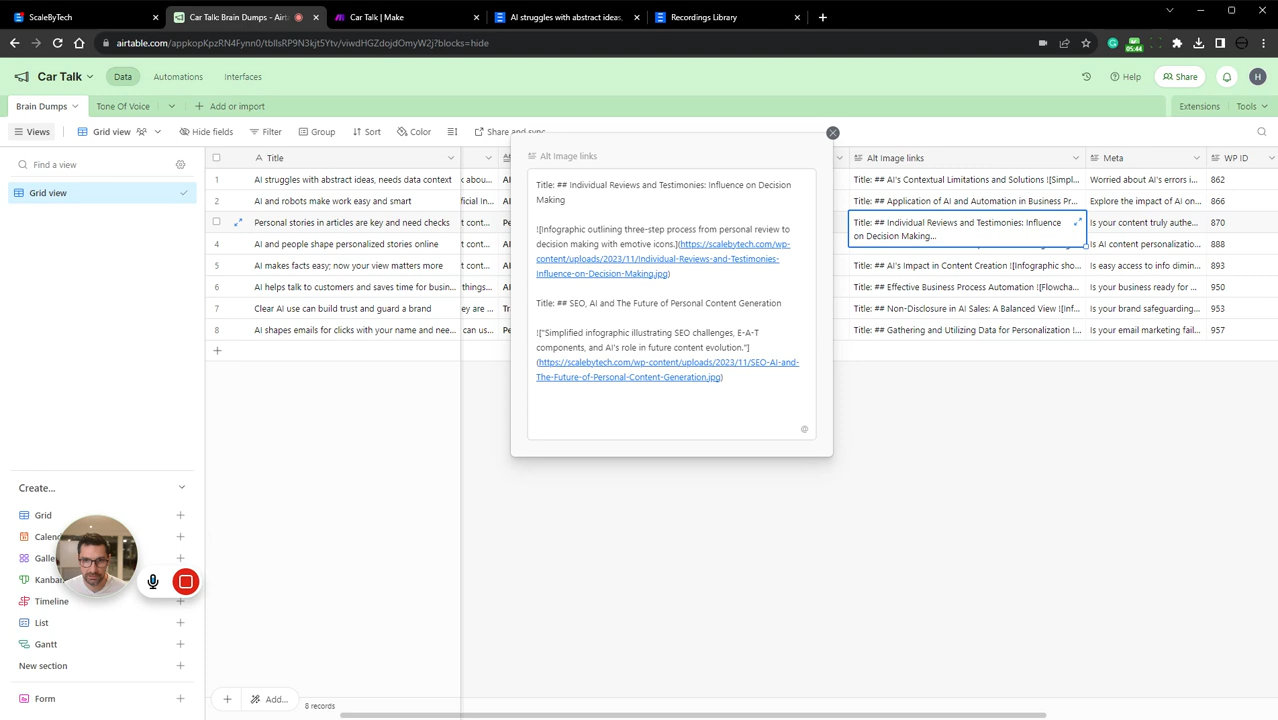 ScaleByTech
Car Talk: Brain Dumps - Airta
Car Talk | Make
AI struggles with abstract ideas,
Recordings Library
airtable.com/appkopKpzRN4Fynn0/tbllsRP9N3kjt5Ytv/viwdHGZdojdOmyW2j?blocks=hide
05:44
Car Talk
Data
Automations
Interfaces
Help
Share
H
Brain Dumps
Tone Of Voice
Add or import
Extensions
Tools
Views
Grid view
Hide fields
Filter
Group
Sort
Color
Share and sync
Find a view
Grid view
Title
Alt Image links
Meta
WP ID
1 AI struggles with abstract ideas, needs data context
Title: ## AI's Contextual Limitations and Solutions ![Simpl...
Worried about AI's errors i...
862
2 AI and robots make work easy and smart
Title: ## Application of AI and Automation in Business Pr...
Explore the impact of AI on...
866
Personal stories in articles are key and need checks
Title: ## Individual Reviews and Testimonies: Influence
on Decision Making...
Is your content truly authe...
870
4 AI and people shape personalized stories online
Is AI content personalizatio...
888
5 AI makes facts easy; now your view matters more
Title: ## AI's Impact in Content Creation ![Infographic sho...
Is easy access to info dimin...
893
6 AI helps talk to customers and saves time for busin...
Title: ## Effective Business Process Automation ![Flowcha...
Is your business ready for ...
950
7 Clear AI use can build trust and guard a brand
Title: ## Non-Disclosure in AI Sales: A Balanced View ![Inf...
Is your brand safeguarding...
953
8 AI shapes emails for clicks with your name and nee...
Title: ## Gathering and Utilizing Data for Personalization !...
Is your email marketing fail...
957
Alt Image links
Title: ## Individual Reviews and Testimonies: Influence on Decision
Making
![Infographic outlining three-step process from personal review to
decision making with emotive icons.](https://scalebytech.com/wp-
content/uploads/2023/11/Individual-Reviews-and-Testimonies-
Influence-on-Decision-Making.jpg)
Title: ## SEO, AI and The Future of Personal Content Generation
!["Simplified infographic illustrating SEO challenges, E-A-T
components, and AI's role in future content evolution."]
(https://scalebytech.com/wp-content/uploads/2023/11/SEO-AI-and-
The-Future-of-Personal-Content-Generation.jpg)
@
Create...
Grid
Calen
Galle
Kanba
Timeline
List
Gantt
New section
Form
Add...
8 records